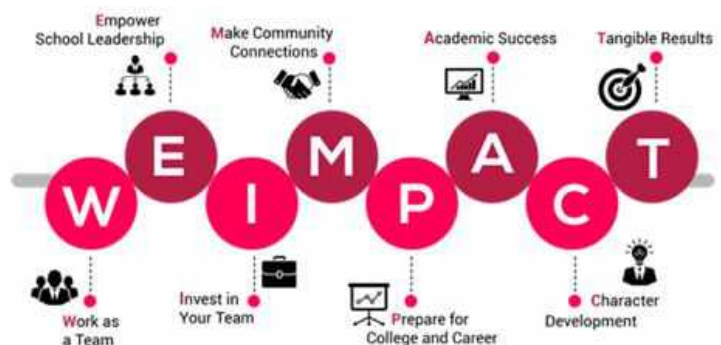 Empower
School Leadership
Make Community
Connections
Academic Success
Tangible Results
W E I M P A C T
Work as
a Team
Invest in
Your Team
Prepare for
College and Career
Character
Development